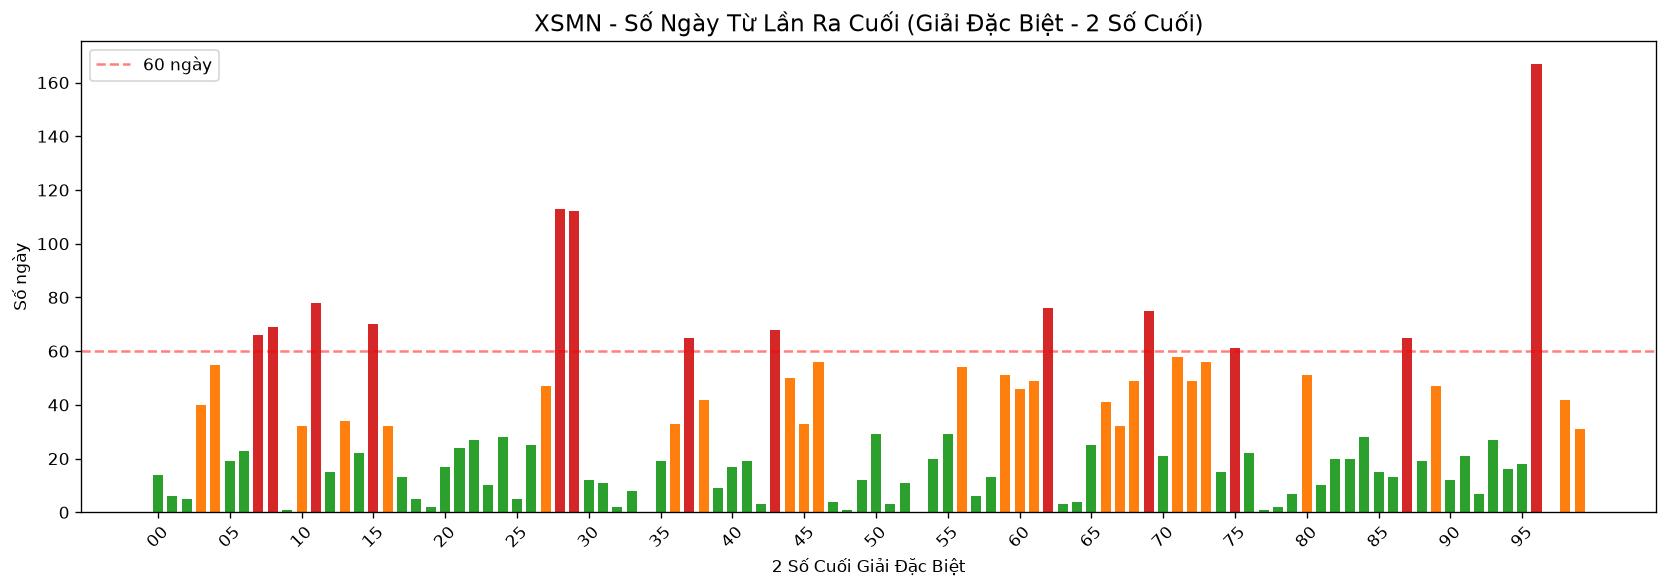 XSMN - Số Ngày Từ Lần Ra Cuối (Giải Đặc Biệt - 2 Số Cuối)
60 ngày
Số ngày
160
140
120
100
80
60
40
20
0
00 05 10 15 20 25 30 35 40 45 50 55 60 65 70 75 80 85 90 95
2 Số Cuối Giải Đặc Biệt